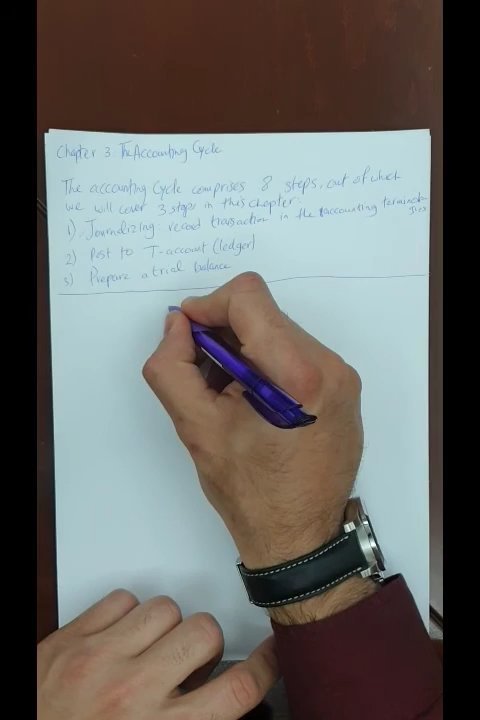 Chapter 3: The Accounting Cycle
The accounting cycle comprises 8 steps, out of which
we will cover 3 steps in this chapter:
1) Journalizing: record transaction in the accounting
2) Post to T-account (ledger)
3) Prepare a trial balance